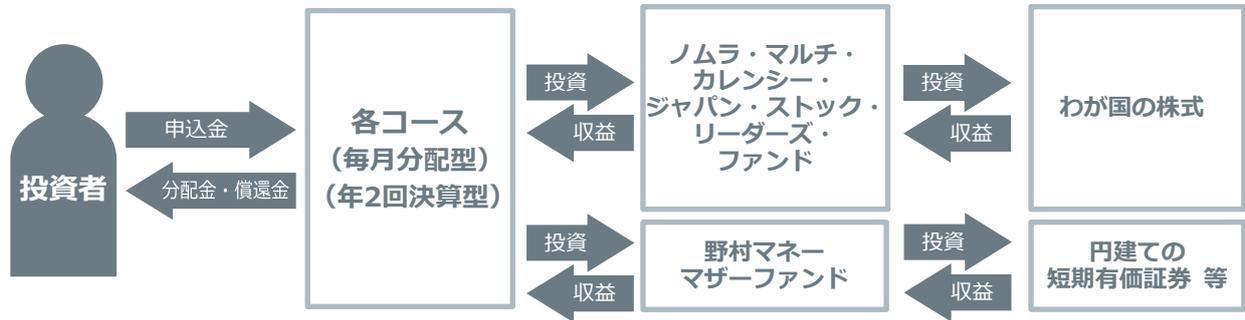 投資者
申込金
分配金・償還金
各コース
（毎月分配型）
（年2回決算型）
投資
収益
ノムラ・マルチ・
カレンシー・
ジャパン・ストック・
リーダーズ・
ファンド
投資
収益
わが国の株式
投資
収益
野村マネー
マザーファンド
投資
収益
円建ての
短期有価証券 等